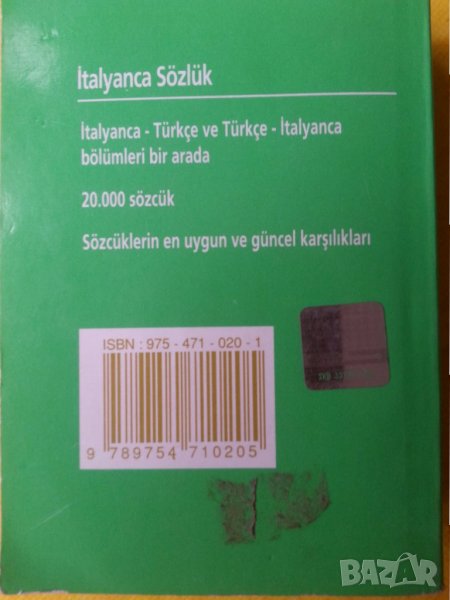 İtalyanca Sözlük
İtalyanca - Türkçe ve Türkçe - İtalyanca
bölümleri bir arada
20.000 sözcük
Sözcüklerin en uygun ve güncel karşılıkları
ISBN : 975 - 471 - 020 - 1
9 789754 710205
BAZAR